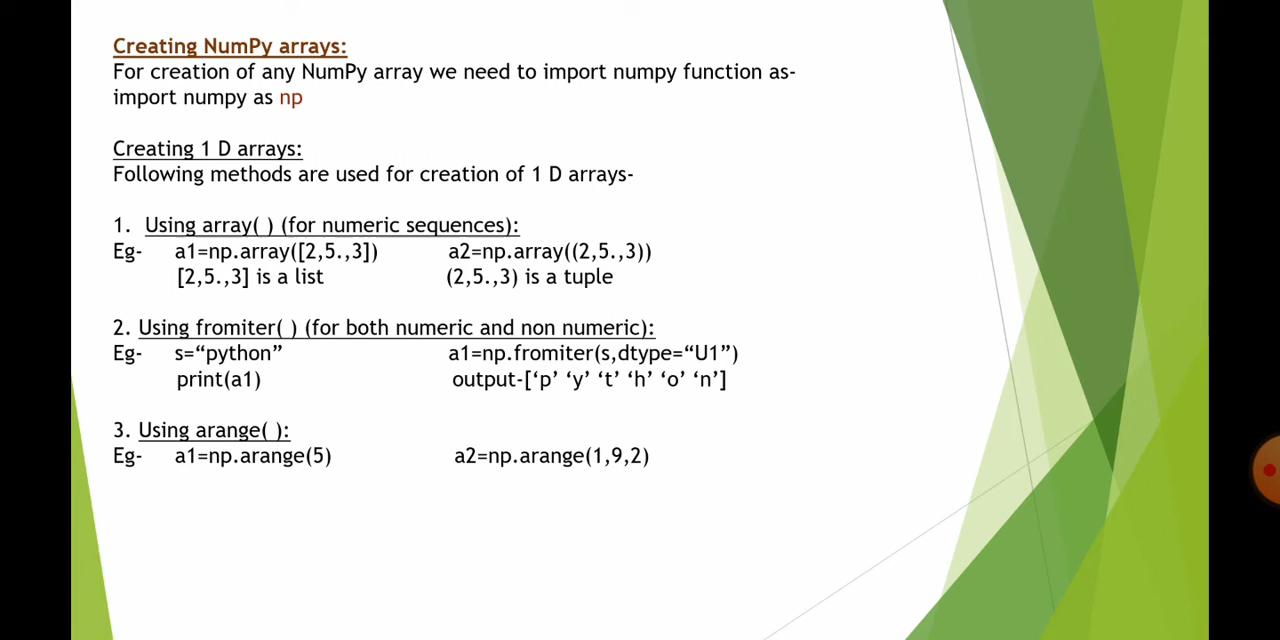 Creating NumPy arrays:
For creation of any NumPy array we need to import numpy function as-
import numpy as np
Creating 1 D arrays:
Following methods are used for creation of 1 D arrays-
1. Using array( ) (for numeric sequences):
Eg- a1=np.array([2,5.,3]) a2=np.array((2,5.,3))
[2,5.,3] is a list (2,5.,3) is a tuple
2. Using fromiter( ) (for both numeric and non numeric):
Eg- s=“python” a1=np.fromiter(s,dtype=“U1”)
print(a1) output-[‘p’ ‘y’ ‘t’ ‘h’ ‘o’ ‘n’]
3. Using arange( ):
Eg- a1=np.arange(5) a2=np.arange(1,9,2)